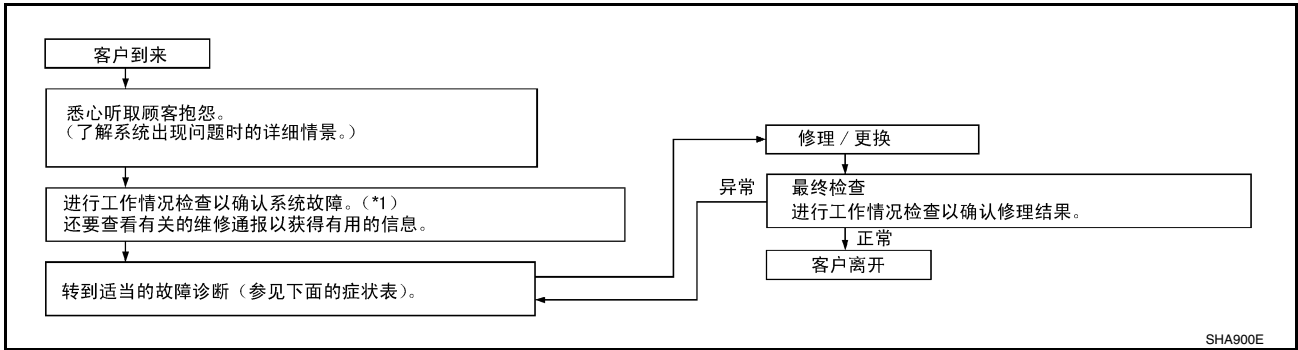 客户到来
悉心听取顾客抱怨。
（了解系统出现问题时的详细情景。）
进行工作情况检查以确认系统故障。（*1）
还要查看有关的维修通报以获得有用的信息。
转到适当的故障诊断（参见下面的症状表）。
修理 / 更换
异常
最终检查
进行工作情况检查以确认修理结果。
正常
客户离开
SHA900E